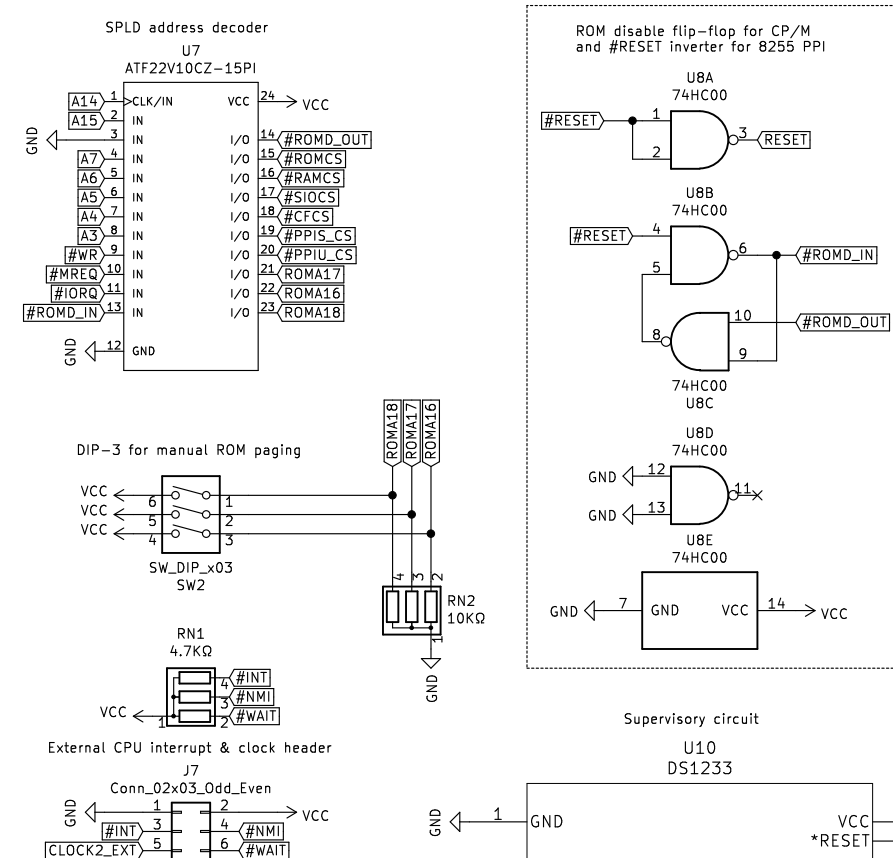 SPLD address decoder
U7
ATF22V10CZ-15PI
A14 1 CLK/IN VCC 24 VCC
A15 2 IN
GND 3 IN I/O 14 #ROMD_OUT
A7 4 IN I/O 15 #ROMCS
A6 5 IN I/O 16 #RAMCS
A5 6 IN I/O 17 #SIOCS
A4 7 IN I/O 18 #CFCS
A3 8 IN I/O 19 #PPIS_CS
#WR 9 IN I/O 20 #PPIU_CS
#MREQ 10 IN I/O 21 ROMA17
#IORQ 11 IN I/O 22 ROMA16
#ROMD_IN 13 IN I/O 23 ROMA18
GND 12 GND
ROM disable flip-flop for CP/M
and #RESET inverter for 8255 PPI
U8A
74HC00
#RESET 1 3 RESET
2
U8B
74HC00
#RESET 4 6 #ROMD_IN
5
10 #ROMD_OUT
8
9
74HC00
U8C
U8D
74HC00
GND 12 11
GND 13
U8E
74HC00
GND 7 GND VCC 14 VCC
ROMA18 ROMA17 ROMA16
DIP-3 for manual ROM paging
VCC 6 1
VCC 5 2
VCC 4 3
SW_DIP_x03
SW2
4 3 2
RN2
10KΩ
1
GND
RN1
4.7KΩ
4 #INT
3 #NMI
VCC 1 2 #WAIT
External CPU interrupt & clock header
J7
Conn_02x03_Odd_Even
GND 1 2 VCC
#INT 3 4 #NMI
CLOCK2_EXT 5 6 #WAIT
Supervisory circuit
U10
DS1233
GND 1 GND VCC
*RESET